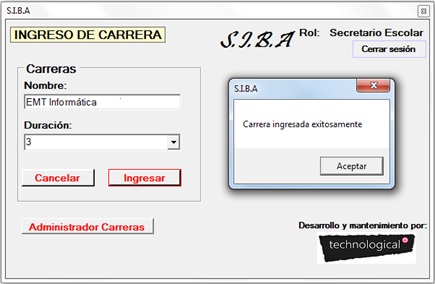 S.I.B.A
INGRESO DE CARRERA
S.I.B.A
Rol: Secretario Escolar
Cerrar sesión
Carreras
Nombre:
EMT Informática
Duración:
3
Cancelar
Ingresar
Administrador Carreras
S.I.B.A
Carrera ingresada exitosamente
Aceptar
Desarrollo y mantenimiento por:
technological